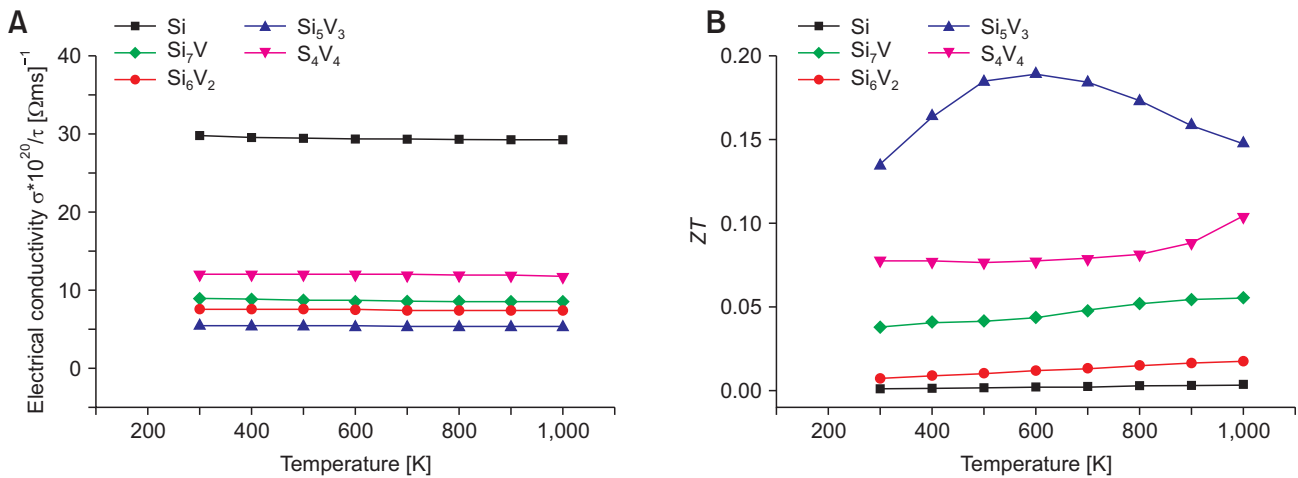 A
Si
Si₇V
Si₆V₂
Si₅V₃
S₄V₄
Electrical conductivity σ*10²⁰/τ [Ωms]⁻¹
40
30
20
10
0
200 400 600 800 1,000
Temperature [K]
B
Si
Si₇V
Si₆V₂
Si₅V₃
S₄V₄
ZT
0.20
0.15
0.10
0.05
0.00
200 400 600 800 1,000
Temperature [K]